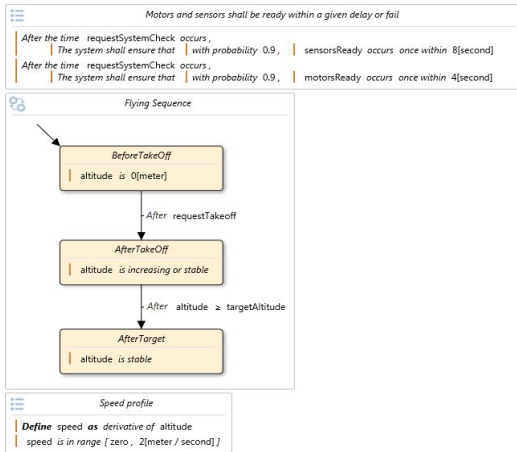 Motors and sensors shall be ready within a given delay or fail
After the time requestSystemCheck occurs ,
The system shall ensure that with probability 0.9 , sensorsReady occurs once within 8[second]
After the time requestSystemCheck occurs ,
The system shall ensure that with probability 0.9 , motorsReady occurs once within 4[second]
Flying Sequence
BeforeTakeOff
altitude is 0[meter]
After requestTakeoff
AfterTakeOff
altitude is increasing or stable
After altitude ≥ targetAltitude
AfterTarget
altitude is stable
Speed profile
Define speed as derivative of altitude
speed is in range [ zero , 2[meter / second] ]